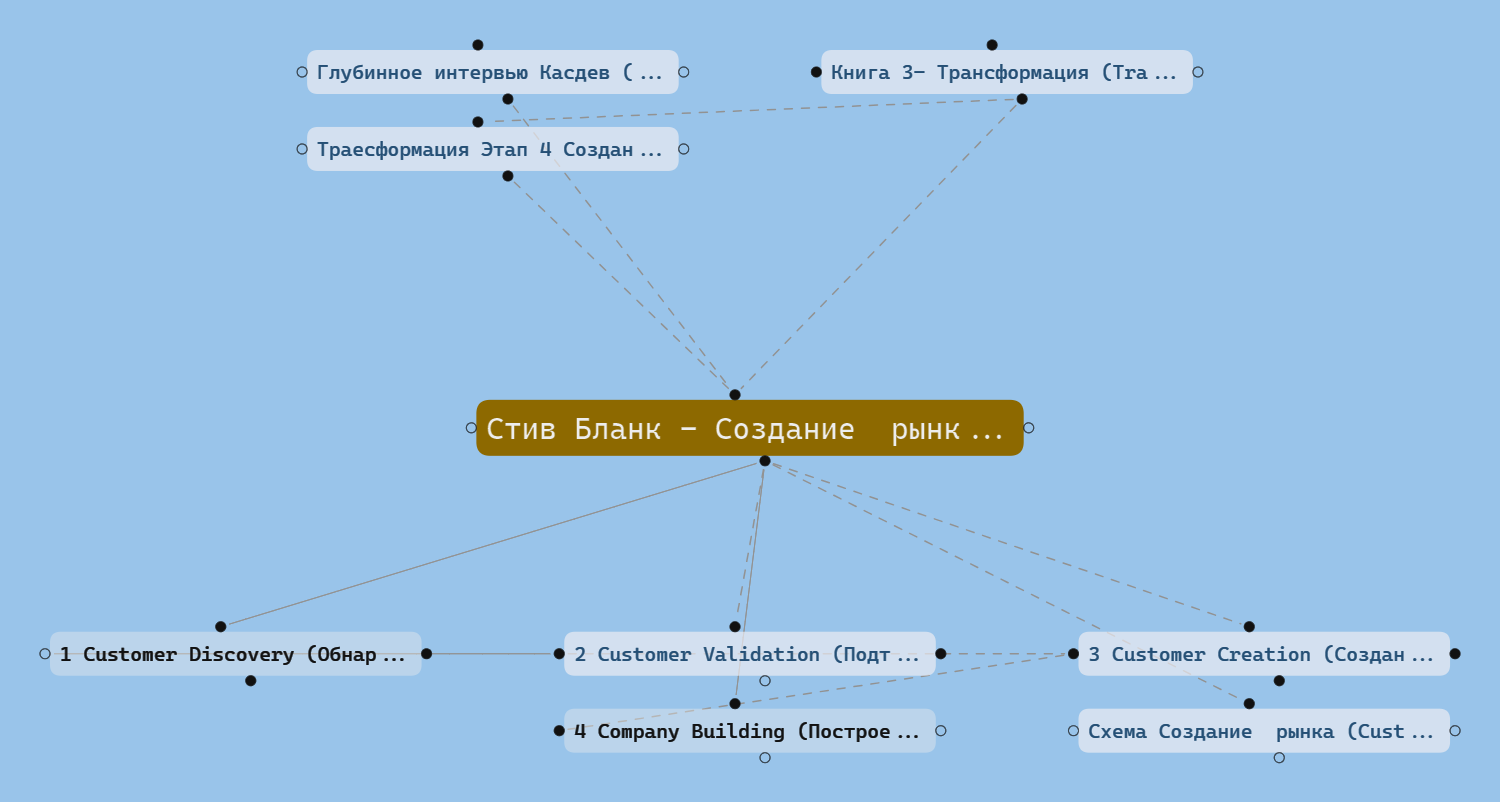 Глубинное интервью Касдев (...
Книга 3- Трансформация (Tra...
Траесформация Этап 4 Создан...
Стив Бланк - Создание  рынк...
1 Customer Discovery (Обнар...
2 Customer Validation (Подт...
3 Customer Creation (Создан...
4 Company Building (Построе...
Схема Создание  рынка (Cust...